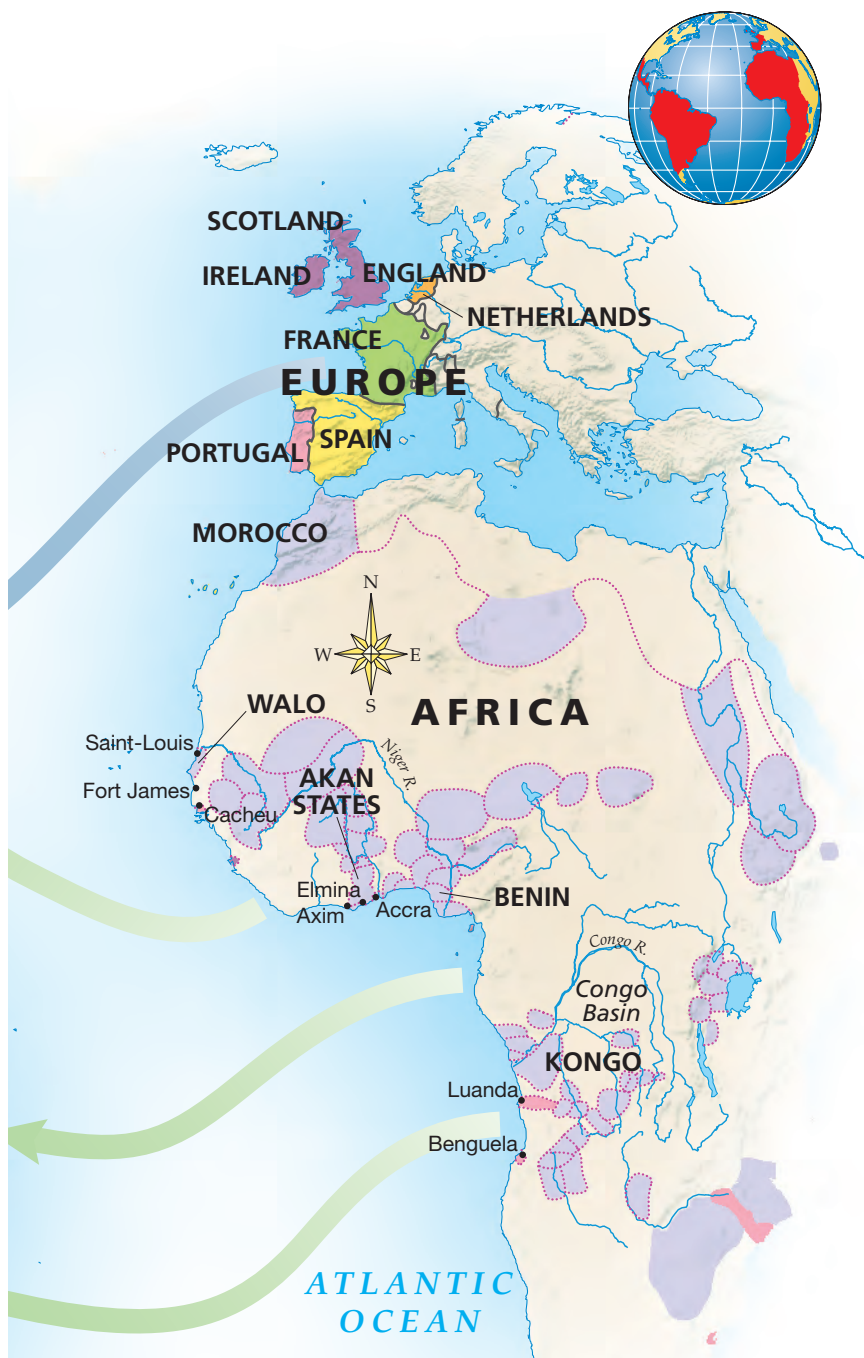 SCOTLAND
IRELAND
ENGLAND
NETHERLANDS
FRANCE
EUROPE
SPAIN
PORTUGAL
MOROCCO
N
W
E
S
AFRICA
WALO
Saint-Louis
Niger R.
AKAN
STATES
Fort James
Cacheu
Elmina
Axim
Accra
BENIN
Congo R.
Congo
Basin
KONGO
Luanda
Benguela
ATLANTIC
OCEAN